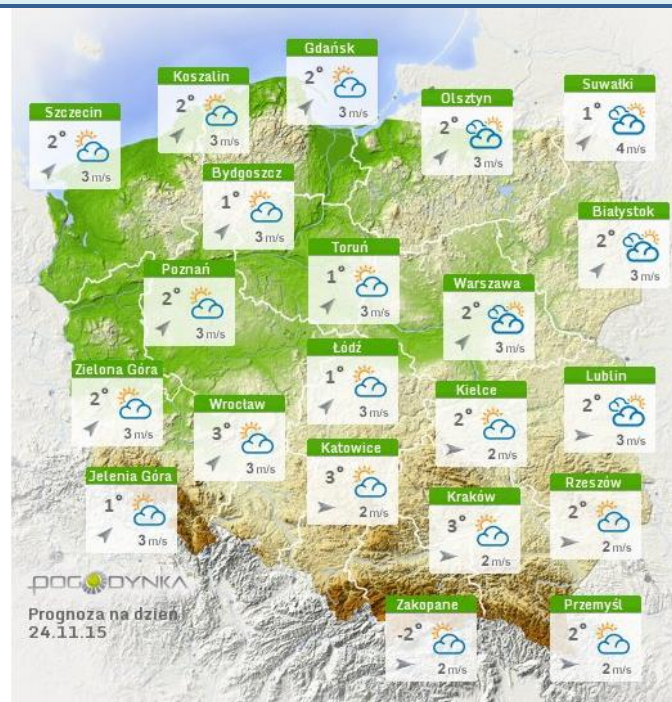 Gdańsk
2°
3 m/s
Koszalin
2°
3 m/s
Szczecin
2°
3 m/s
Olsztyn
2°
3 m/s
Suwałki
1°
4 m/s
Bydgoszcz
1°
3 m/s
Białystok
2°
3 m/s
Toruń
1°
3 m/s
Poznań
2°
3 m/s
Warszawa
2°
3 m/s
Łódź
1°
3 m/s
Zielona Góra
2°
3 m/s
Wrocław
3°
3 m/s
Kielce
2°
2 m/s
Lublin
2°
3 m/s
Katowice
3°
2 m/s
Jelenia Góra
1°
3 m/s
Kraków
3°
2 m/s
Rzeszów
2°
2 m/s
POGODYNKA
Prognoza na dzień
24.11.15
Zakopane
-2°
2 m/s
Przemyśl
2°
2 m/s